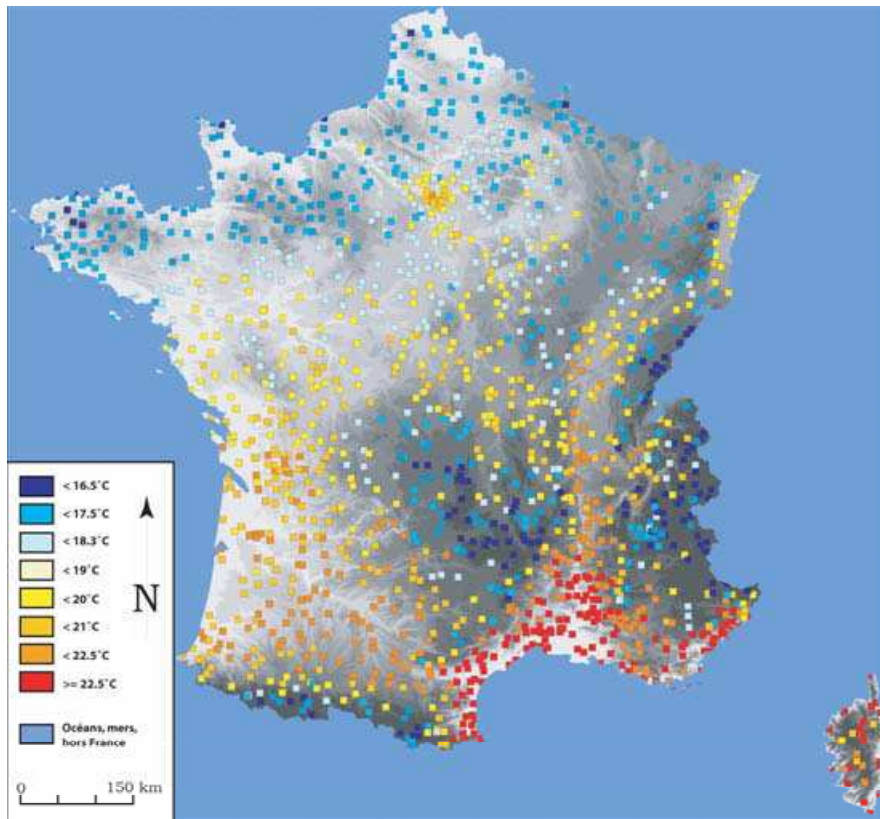 < 16.5°C
< 17.5°C
< 18.3°C
< 19°C
< 20°C
< 21°C
< 22.5°C
>= 22.5°C
N
Océans, mers,
hors France
0 150 km